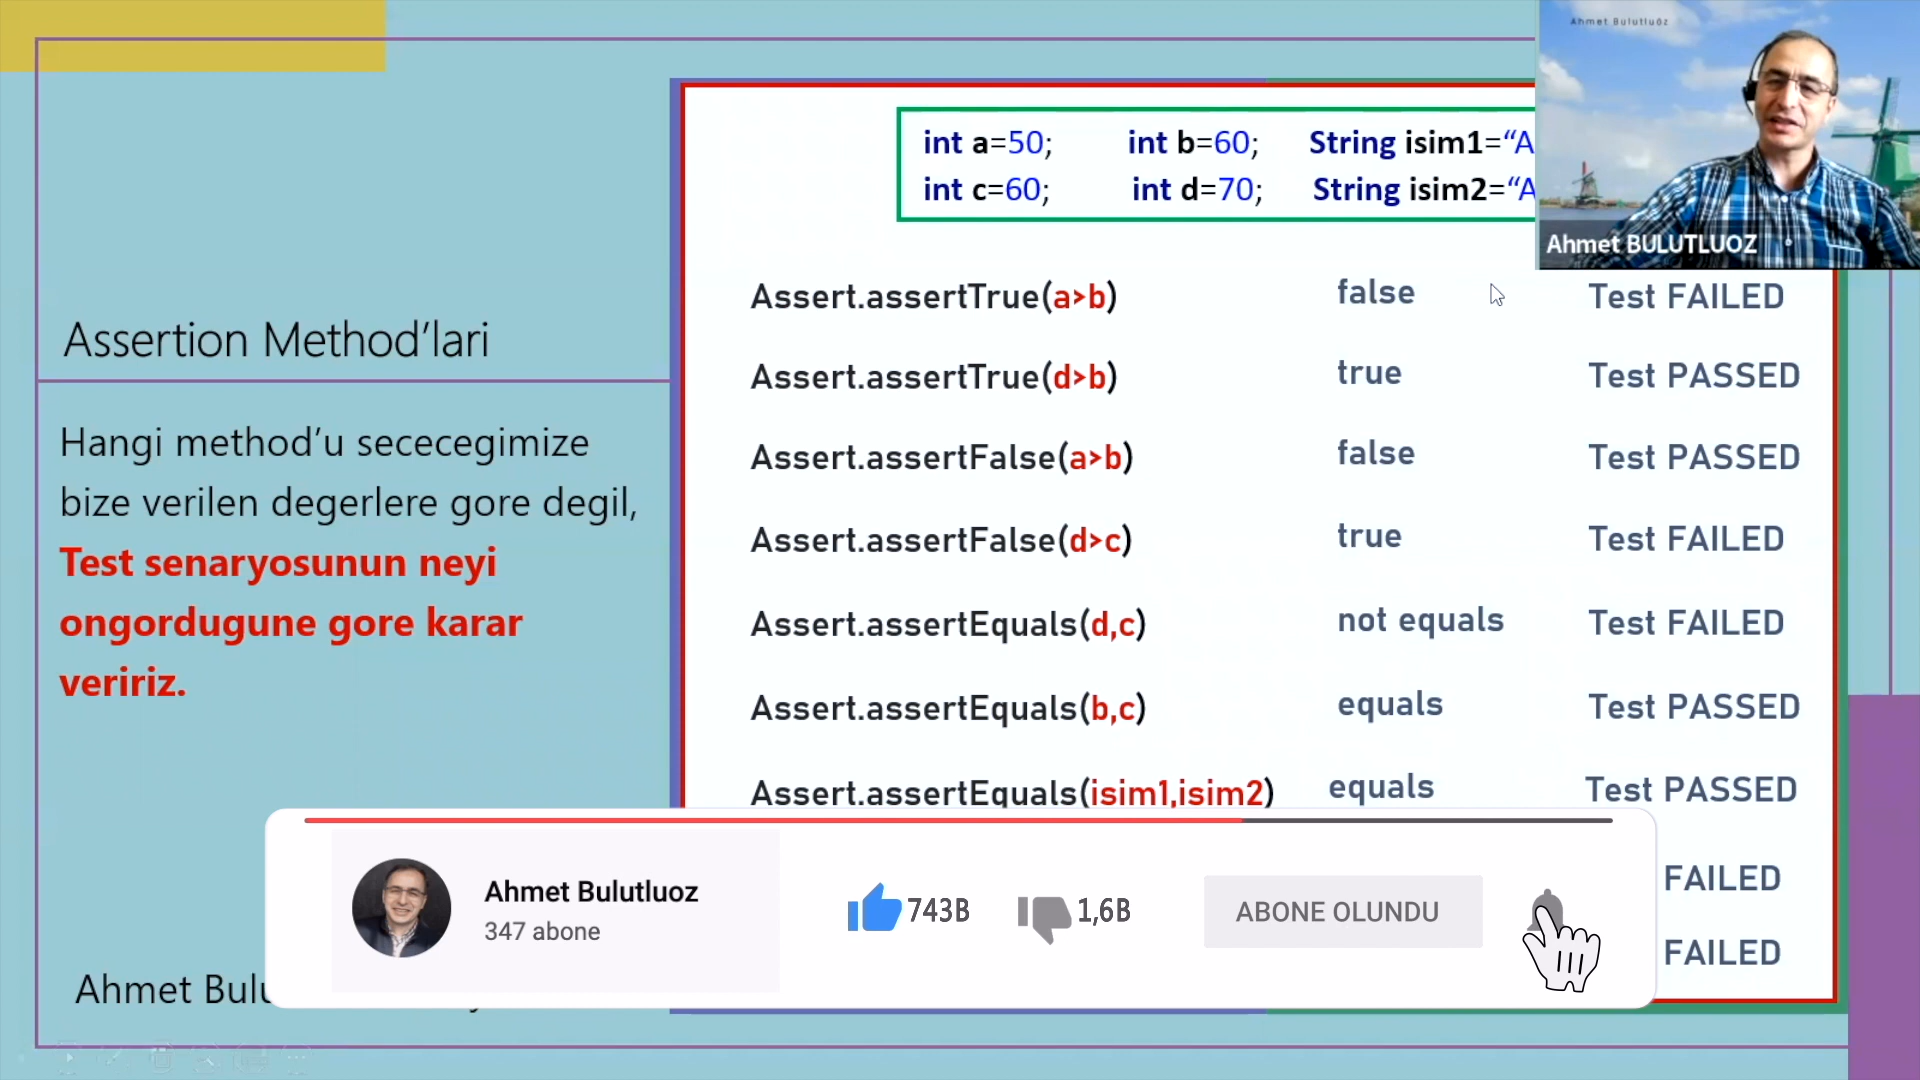 Ahmet Bulutluöz
int a=50; int b=60; String isim1=“A
int c=60; int d=70; String isim2=“A
Ahmet BULUTLUOZ
Assertion Method’lari
Hangi method’u sececegimize
bize verilen degerlere gore degil,
Test senaryosunun neyi
ongordugune gore karar
veririz.
Assert.assertTrue(a>b) false Test FAILED
Assert.assertTrue(d>b) true Test PASSED
Assert.assertFalse(a>b) false Test PASSED
Assert.assertFalse(d>c) true Test FAILED
Assert.assertEquals(d,c) not equals Test FAILED
Assert.assertEquals(b,c) equals Test PASSED
Assert.assertEquals(isim1,isim2) equals Test PASSED
FAILED
FAILED
Ahmet Bulutluoz
347 abone
743B
1,6B
ABONE OLUNDU
Ahmet